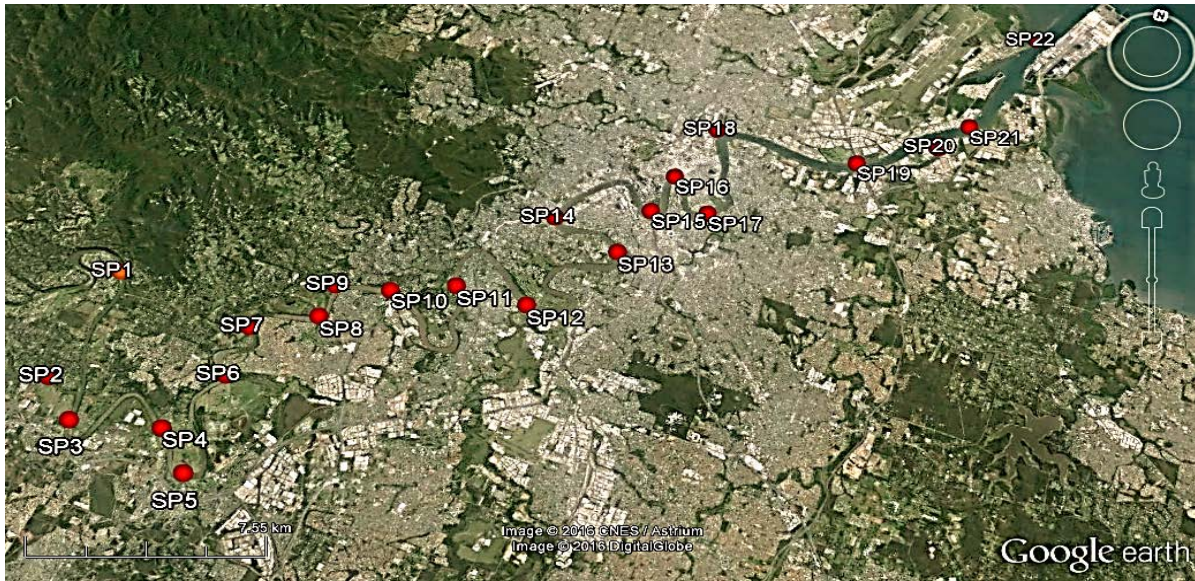 N
SP22
SP18
SP21
SP20
SP19
SP16
SP14
SP15
SP17
SP13
SP1
SP9
SP10
SP11
SP12
SP7
SP8
SP2
SP6
SP3
SP4
SP5
7.55 km
Image © 2016 CNES / Astrium
Image © 2016 DigitalGlobe
Google earth